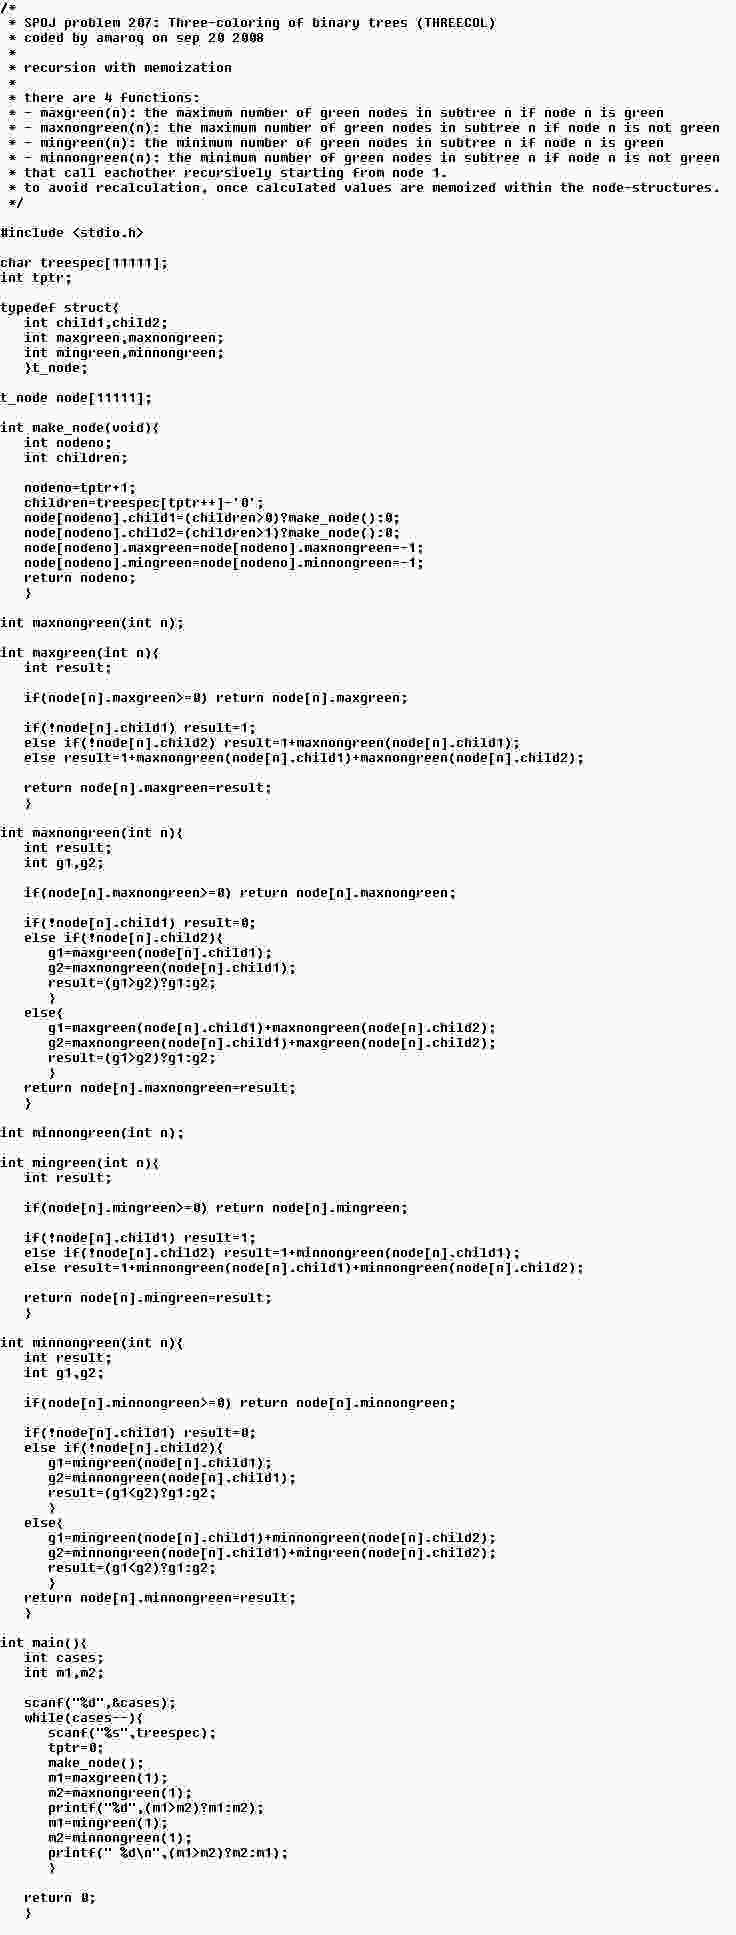 /*
 * SPOJ problem 207: Three-coloring of binary trees (THREECOL)
 * coded by amaroq on sep 20 2008
 *
 * recursion with memoization
 *
 * there are 4 functions:
 * - maxgreen(n): the maximum number of green nodes in subtree n if node n is green
 * - maxnongreen(n): the maximum number of green nodes in subtree n if node n is not green
 * - mingreen(n): the minimum number of green nodes in subtree n if node n is green
 * - minnongreen(n): the minimum number of green nodes in subtree n if node n is not green
 * that call eachother recursively starting from node 1.
 * to avoid recalculation, once calculated values are memoized within the node-structures.
 */

#include <stdio.h>

char treespec[11111];
int tptr;

typedef struct{
   int child1,child2;
   int maxgreen,maxnongreen;
   int mingreen,minnongreen;
   }t_node;

t_node node[11111];

int make_node(void){
   int nodeno;
   int children;

   nodeno=tptr+1;
   children=treespec[tptr++]-'0';
   node[nodeno].child1=(children>0)?make_node():0;
   node[nodeno].child2=(children>1)?make_node():0;
   node[nodeno].maxgreen=node[nodeno].maxnongreen=-1;
   node[nodeno].mingreen=node[nodeno].minnongreen=-1;
   return nodeno;
   }

int maxnongreen(int n);

int maxgreen(int n){
   int result;

   if(node[n].maxgreen>=0) return node[n].maxgreen;

   if(!node[n].child1) result=1;
   else if(!node[n].child2) result=1+maxnongreen(node[n].child1);
   else result=1+maxnongreen(node[n].child1)+maxnongreen(node[n].child2);

   return node[n].maxgreen=result;
   }

int maxnongreen(int n){
   int result;
   int g1,g2;

   if(node[n].maxnongreen>=0) return node[n].maxnongreen;

   if(!node[n].child1) result=0;
   else if(!node[n].child2){
      g1=maxgreen(node[n].child1);
      g2=maxnongreen(node[n].child1);
      result=(g1>g2)?g1:g2;
      }
   else{
      g1=maxgreen(node[n].child1)+maxnongreen(node[n].child2);
      g2=maxnongreen(node[n].child1)+maxgreen(node[n].child2);
      result=(g1>g2)?g1:g2;
      }
   return node[n].maxnongreen=result;
   }

int minnongreen(int n);

int mingreen(int n){
   int result;

   if(node[n].mingreen>=0) return node[n].mingreen;

   if(!node[n].child1) result=1;
   else if(!node[n].child2) result=1+minnongreen(node[n].child1);
   else result=1+minnongreen(node[n].child1)+minnongreen(node[n].child2);

   return node[n].mingreen=result;
   }

int minnongreen(int n){
   int result;
   int g1,g2;

   if(node[n].minnongreen>=0) return node[n].minnongreen;

   if(!node[n].child1) result=0;
   else if(!node[n].child2){
      g1=mingreen(node[n].child1);
      g2=minnongreen(node[n].child1);
      result=(g1<g2)?g1:g2;
      }
   else{
      g1=mingreen(node[n].child1)+minnongreen(node[n].child2);
      g2=minnongreen(node[n].child1)+mingreen(node[n].child2);
      result=(g1<g2)?g1:g2;
      }
   return node[n].minnongreen=result;
   }

int main(){
   int cases;
   int m1,m2;

   scanf("%d",&cases);
   while(cases--){
      scanf("%s",treespec);
      tptr=0;
      make_node();
      m1=maxgreen(1);
      m2=maxnongreen(1);
      printf("%d",(m1>m2)?m1:m2);
      m1=mingreen(1);
      m2=minnongreen(1);
      printf(" %d\n",(m1>m2)?m2:m1);
      }

   return 0;
   }